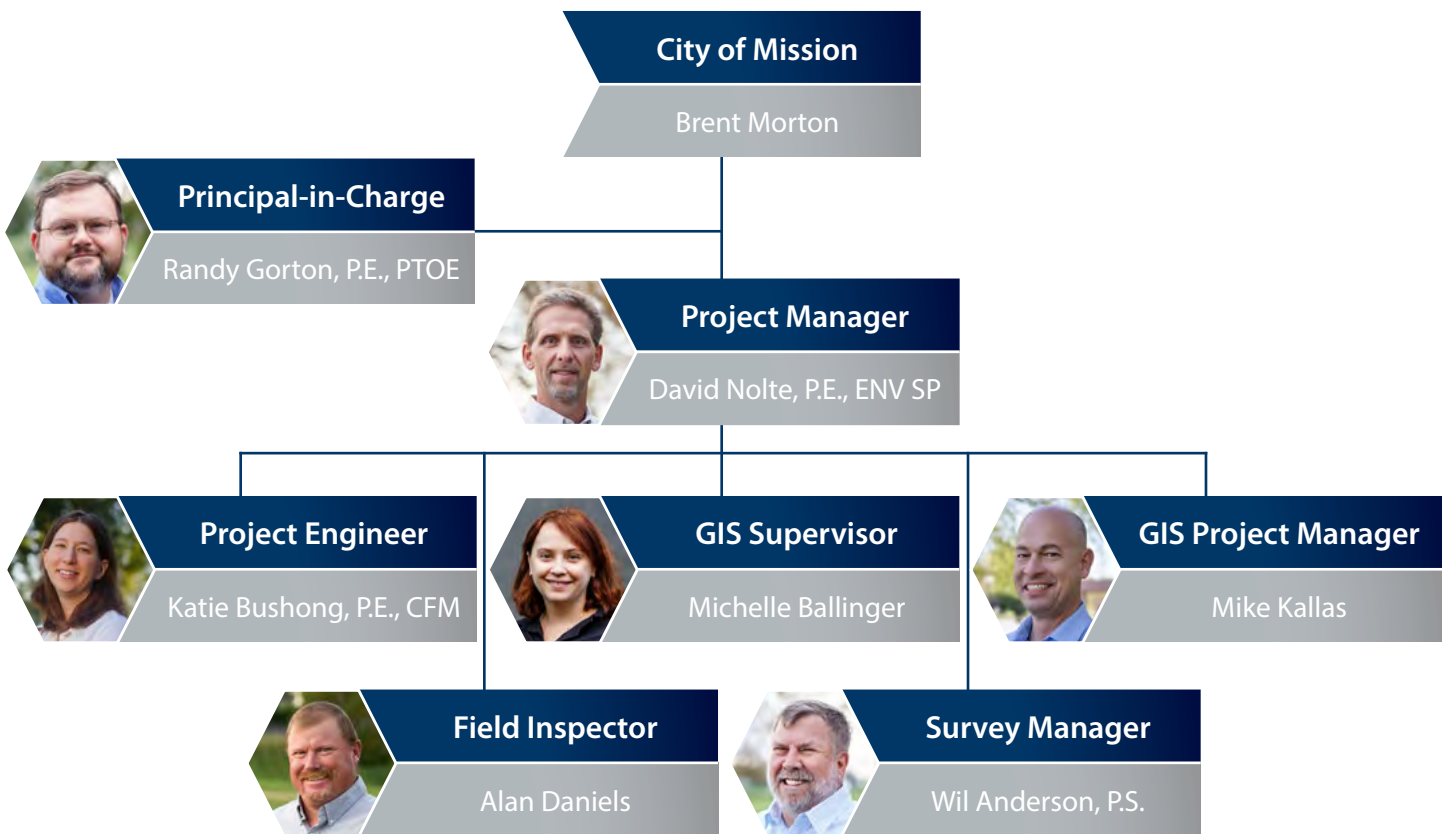 City of Mission
Brent Morton
Principal-in-Charge
Randy Gorton, P.E., PTOE
Project Manager
David Nolte, P.E., ENV SP
Project Engineer
Katie Bushong, P.E., CFM
GIS Supervisor
Michelle Ballinger
GIS Project Manager
Mike Kallas
Field Inspector
Alan Daniels
Survey Manager
Wil Anderson, P.S.